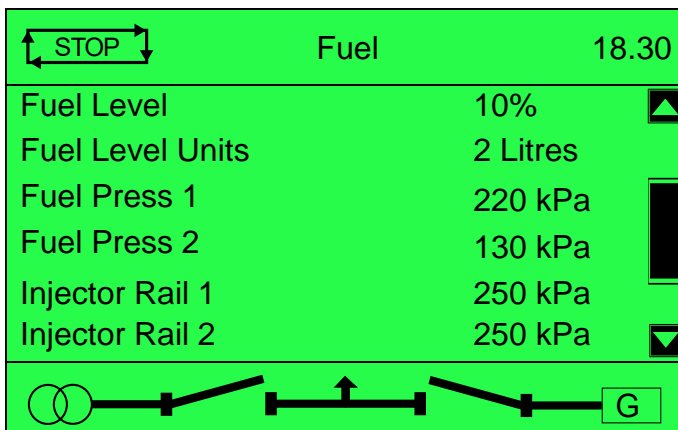 STOP Fuel 18.30
Fuel Level 10%
Fuel Level Units 2 Litres
Fuel Press 1 220 kPa
Fuel Press 2 130 kPa
Injector Rail 1 250 kPa
Injector Rail 2 250 kPa
G